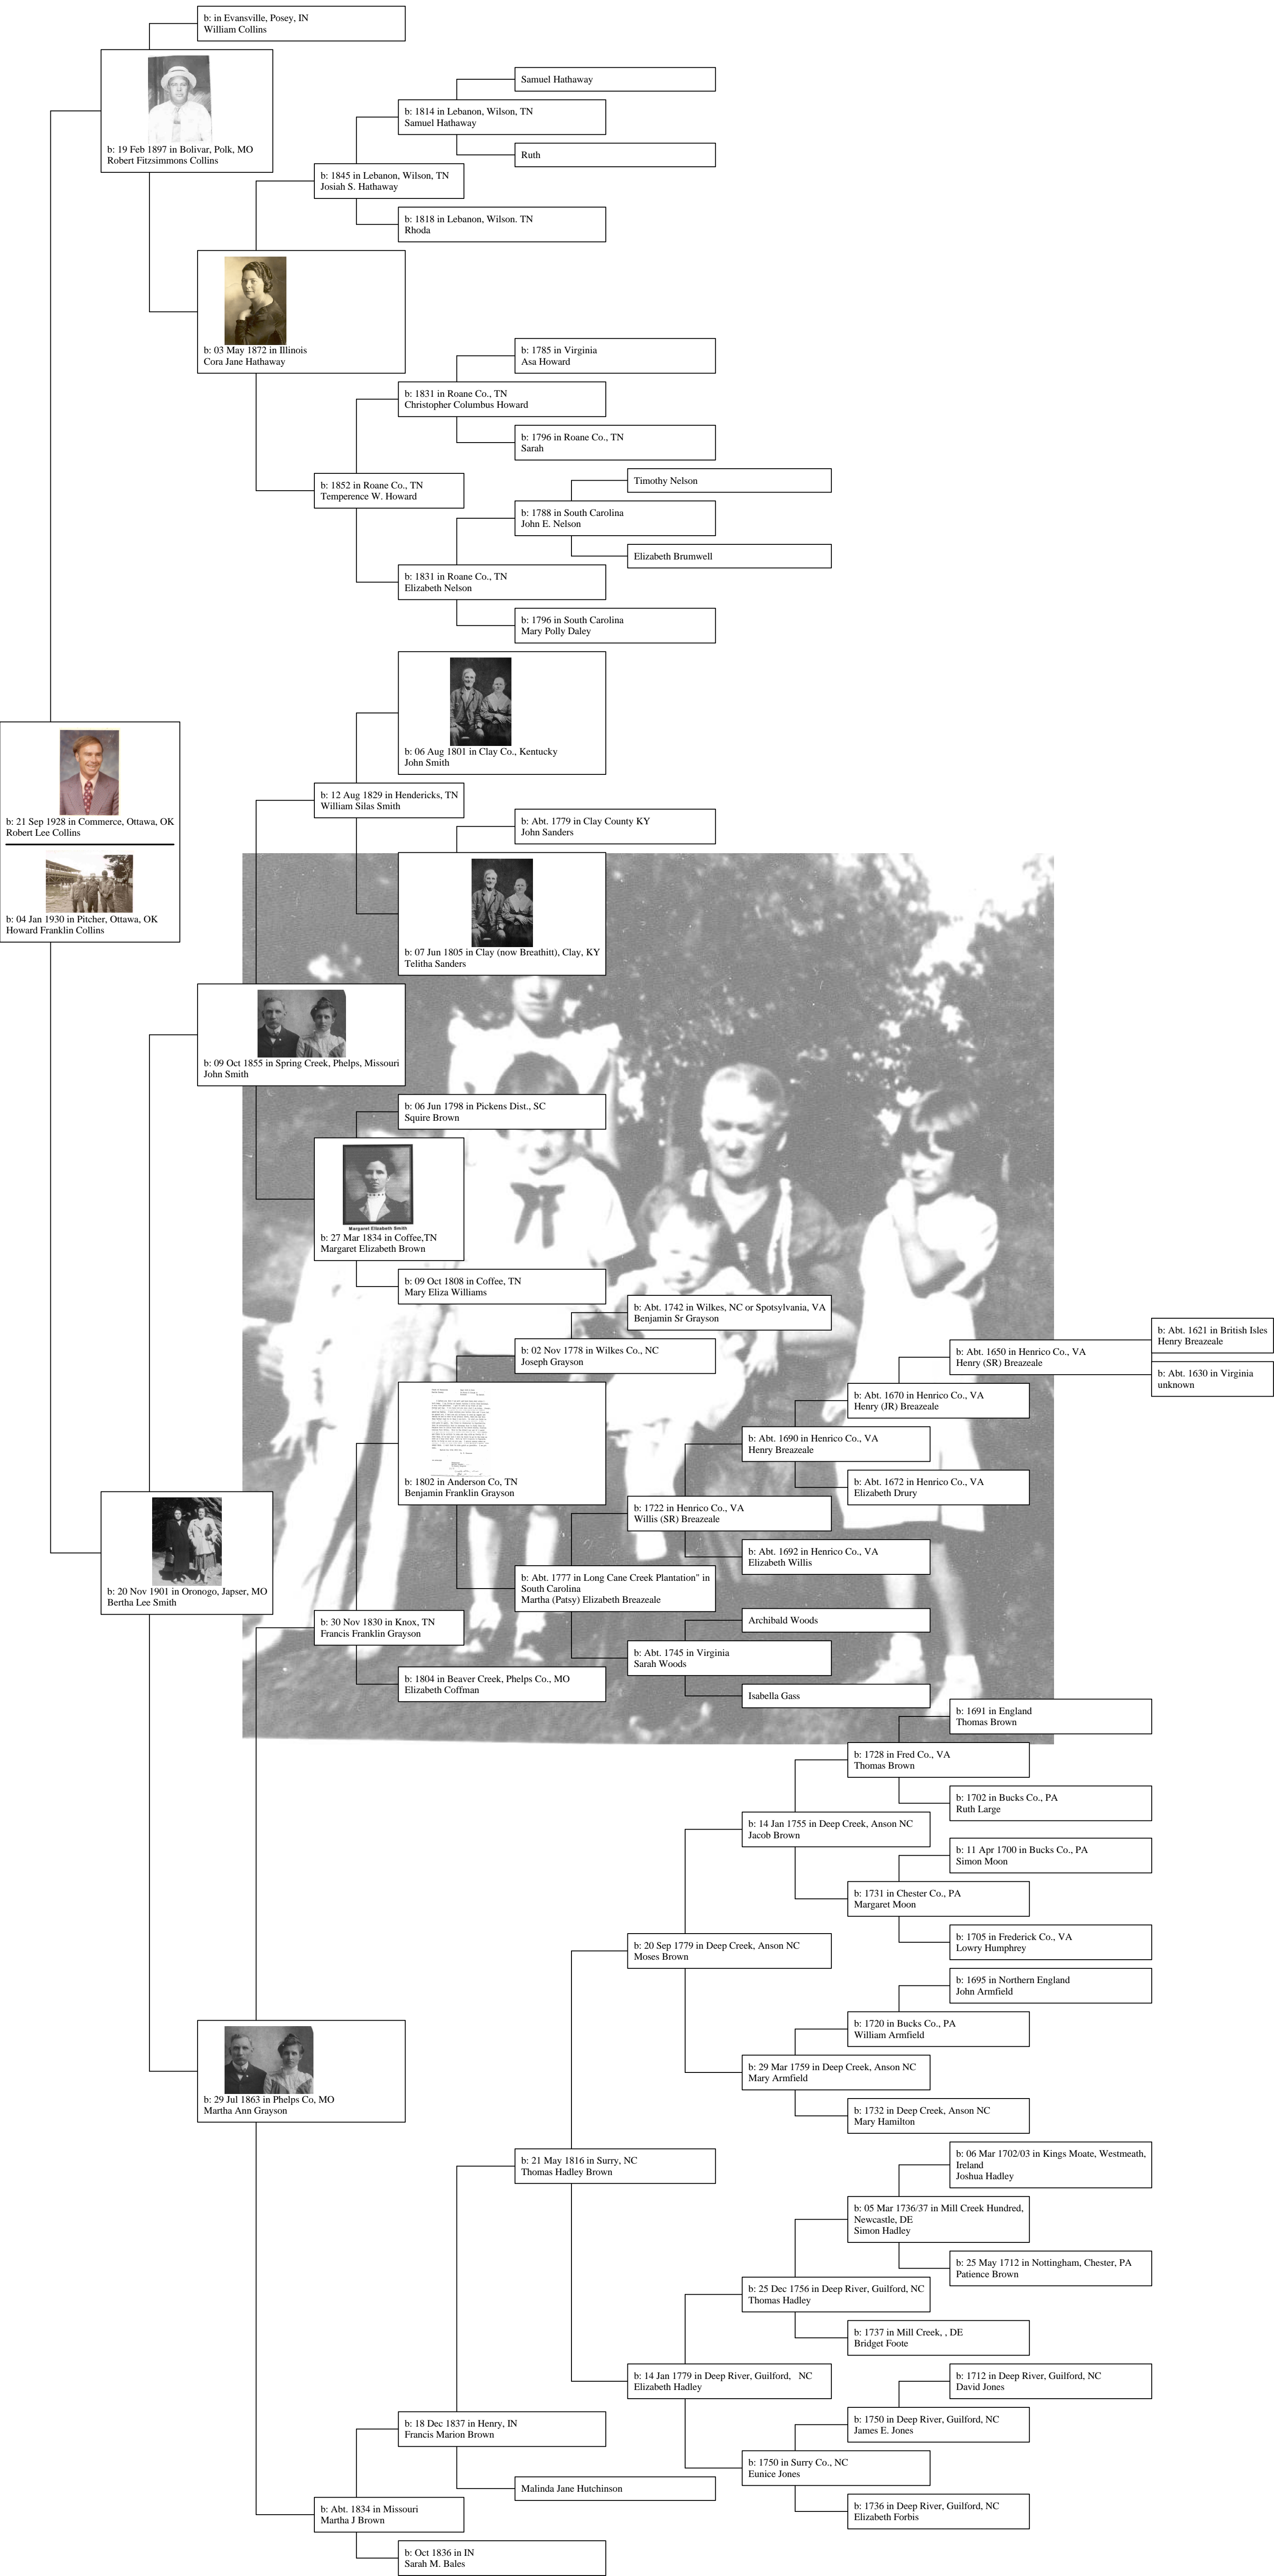 b: in Evansville, Posey, IN
William Collins
Samuel Hathaway
b: 1814 in Lebanon, Wilson, TN
Samuel Hathaway
b: 19 Feb 1897 in Bolivar, Polk, MO
Robert Fitzsimmons Collins
Ruth
b: 1845 in Lebanon, Wilson, TN
Josiah S. Hathaway
b: 1818 in Lebanon, Wilson. TN
Rhoda
b: 03 May 1872 in Illinois
Cora Jane Hathaway
b: 1785 in Virginia
Asa Howard
b: 1831 in Roane Co., TN
Christopher Columbus Howard
b: 1796 in Roane Co., TN
Sarah
Timothy Nelson
b: 1852 in Roane Co., TN
Temperence W. Howard
b: 1788 in South Carolina
John E. Nelson
Elizabeth Brumwell
b: 1831 in Roane Co., TN
Elizabeth Nelson
b: 1796 in South Carolina
Mary Polly Daley
b: 06 Aug 1801 in Clay Co., Kentucky
John Smith
b: 12 Aug 1829 in Hendericks, TN
William Silas Smith
b: 21 Sep 1928 in Commerce, Ottawa, OK
Robert Lee Collins
b: Abt. 1779 in Clay County KY
John Sanders
b: 04 Jan 1930 in Pitcher, Ottawa, OK
Howard Franklin Collins
b: 07 Jun 1805 in Clay (now Breathitt), Clay, KY
Telitha Sanders
b: 09 Oct 1855 in Spring Creek, Phelps, Missouri
John Smith
b: 06 Jun 1798 in Pickens Dist., SC
Squire Brown
Margaret Elizabeth Smith
b: 27 Mar 1834 in Coffee,TN
Margaret Elizabeth Brown
b: 09 Oct 1808 in Coffee, TN
Mary Eliza Williams
b: Abt. 1742 in Wilkes, NC or Spotsylvania, VA
Benjamin Sr Grayson
b: Abt. 1621 in British Isles
Henry Breazeale
b: 02 Nov 1778 in Wilkes Co., NC
Joseph Grayson
b: Abt. 1650 in Henrico Co., VA
Henry (SR) Breazeale
b: Abt. 1630 in Virginia
unknown
b: Abt. 1670 in Henrico Co., VA
Henry (JR) Breazeale
b: Abt. 1690 in Henrico Co., VA
Henry Breazeale
b: 1802 in Anderson Co, TN
Benjamin Franklin Grayson
b: Abt. 1672 in Henrico Co., VA
Elizabeth Drury
b: 1722 in Henrico Co., VA
Willis (SR) Breazeale
b: Abt. 1692 in Henrico Co., VA
Elizabeth Willis
b: 20 Nov 1901 in Oronogo, Japser, MO
Bertha Lee Smith
b: Abt. 1777 in Long Cane Creek Plantation" in
South Carolina
Martha (Patsy) Elizabeth Breazeale
b: 30 Nov 1830 in Knox, TN
Francis Franklin Grayson
Archibald Woods
b: Abt. 1745 in Virginia
Sarah Woods
b: 1804 in Beaver Creek, Phelps Co., MO
Elizabeth Coffman
Isabella Gass
b: 1691 in England
Thomas Brown
b: 1728 in Fred Co., VA
Thomas Brown
b: 1702 in Bucks Co., PA
Ruth Large
b: 14 Jan 1755 in Deep Creek, Anson NC
Jacob Brown
b: 11 Apr 1700 in Bucks Co., PA
Simon Moon
b: 1731 in Chester Co., PA
Margaret Moon
b: 1705 in Frederick Co., VA
Lowry Humphrey
b: 20 Sep 1779 in Deep Creek, Anson NC
Moses Brown
b: 1695 in Northern England
John Armfield
b: 1720 in Bucks Co., PA
William Armfield
b: 29 Mar 1759 in Deep Creek, Anson NC
Mary Armfield
b: 29 Jul 1863 in Phelps Co, MO
Martha Ann Grayson
b: 1732 in Deep Creek, Anson NC
Mary Hamilton
b: 21 May 1816 in Surry, NC
Thomas Hadley Brown
b: 06 Mar 1702/03 in Kings Moate, Westmeath,
Ireland
Joshua Hadley
b: 05 Mar 1736/37 in Mill Creek Hundred,
Newcastle, DE
Simon Hadley
b: 25 May 1712 in Nottingham, Chester, PA
Patience Brown
b: 25 Dec 1756 in Deep River, Guilford, NC
Thomas Hadley
b: 1737 in Mill Creek, , DE
Bridget Foote
b: 14 Jan 1779 in Deep River, Guilford,   NC
Elizabeth Hadley
b: 1712 in Deep River, Guilford, NC
David Jones
b: 18 Dec 1837 in Henry, IN
Francis Marion Brown
b: 1750 in Deep River, Guilford, NC
James E. Jones
b: 1750 in Surry Co., NC
Eunice Jones
Malinda Jane Hutchinson
b: 1736 in Deep River, Guilford, NC
Elizabeth Forbis
b: Abt. 1834 in Missouri
Martha J Brown
b: Oct 1836 in IN
Sarah M. Bales